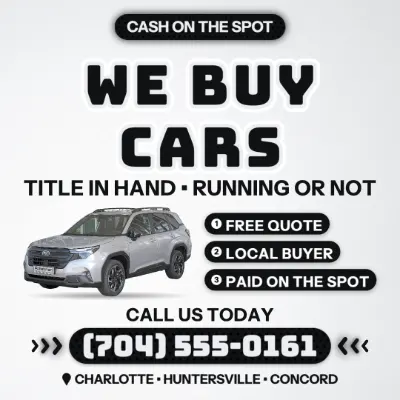 CASH ON THE SPOT
WE BUY
CARS
TITLE IN HAND ▪ RUNNING OR NOT
1 FREE QUOTE
2 LOCAL BUYER
3 PAID ON THE SPOT
CALL US TODAY
››› (704) 555-0161 ‹‹‹
CHARLOTTE ▪ HUNTERSVILLE ▪ CONCORD